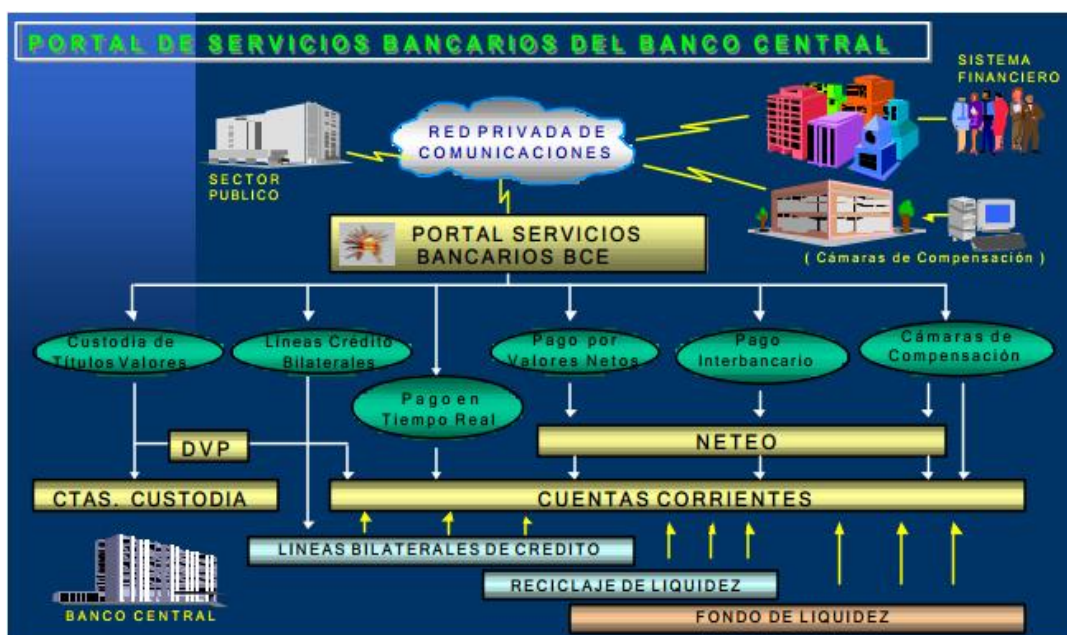 PORTAL DE SERVICIOS BANCARIOS DEL BANCO CENTRAL
SISTEMA
FINANCIERO
RED PRIVADA DE
COMUNICACIONES
SECTOR
PUBLICO
PORTAL SERVICIOS
BANCARIOS BCE
( Cámaras de Compensación )
Custodia de
Títulos Valores
Líneas Crédito
Bilaterales
Pago en
Tiempo Real
Pago por
Valores Netos
Pago
Interbancario
Cámaras de
Compensación
DVP
NETEO
CTAS. CUSTODIA
CUENTAS CORRIENTES
LINEAS BILATERALES DE CREDITO
RECICLAJE DE LIQUIDEZ
FONDO DE LIQUIDEZ
BANCO CENTRAL